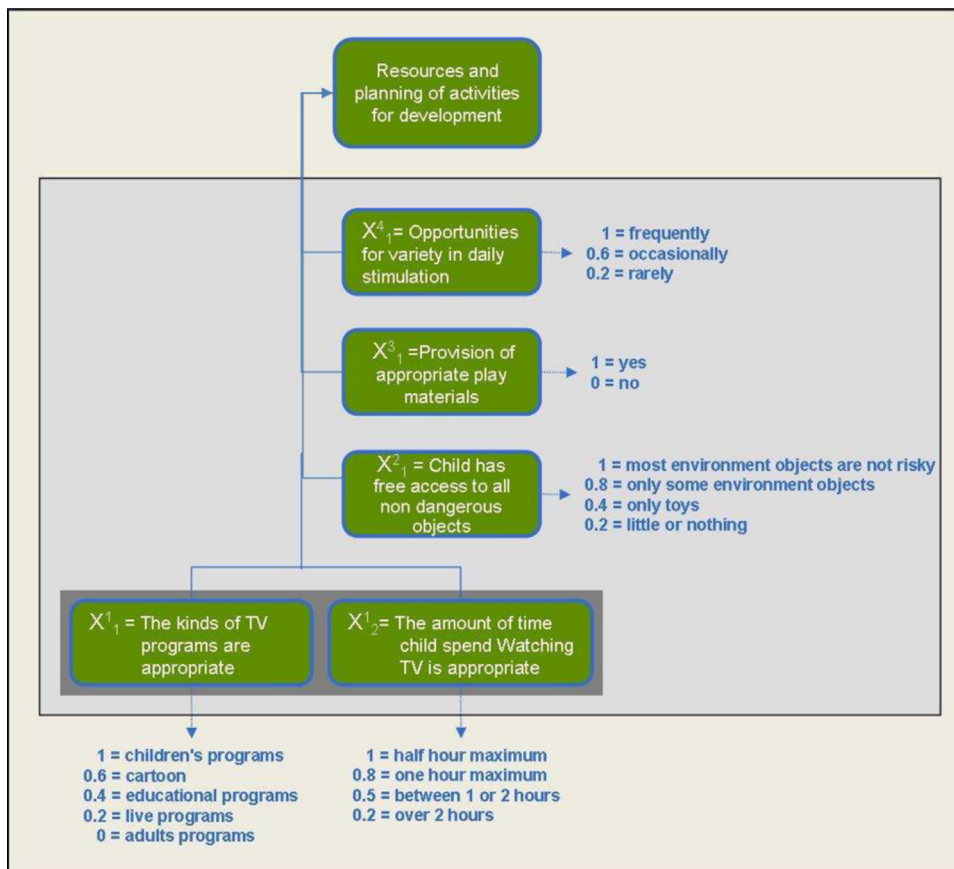 Resources and
planning of activities
for development
X⁴₁= Opportunities
for variety in daily
stimulation
1 = frequently
0.6 = occasionally
0.2 = rarely
X³₁ =Provision of
appropriate play
materials
1 = yes
0 = no
X²₁ = Child has
free access to all
non dangerous
objects
1 = most environment objects are not risky
0.8 = only some environment objects
0.4 = only toys
0.2 = little or nothing
X¹₁ = The kinds of TV
programs are
appropriate
X¹₂= The amount of time
child spend Watching
TV is appropriate
1 = children's programs
0.6 = cartoon
0.4 = educational programs
0.2 = live programs
0 = adults programs
1 = half hour maximum
0.8 = one hour maximum
0.5 = between 1 or 2 hours
0.2 = over 2 hours